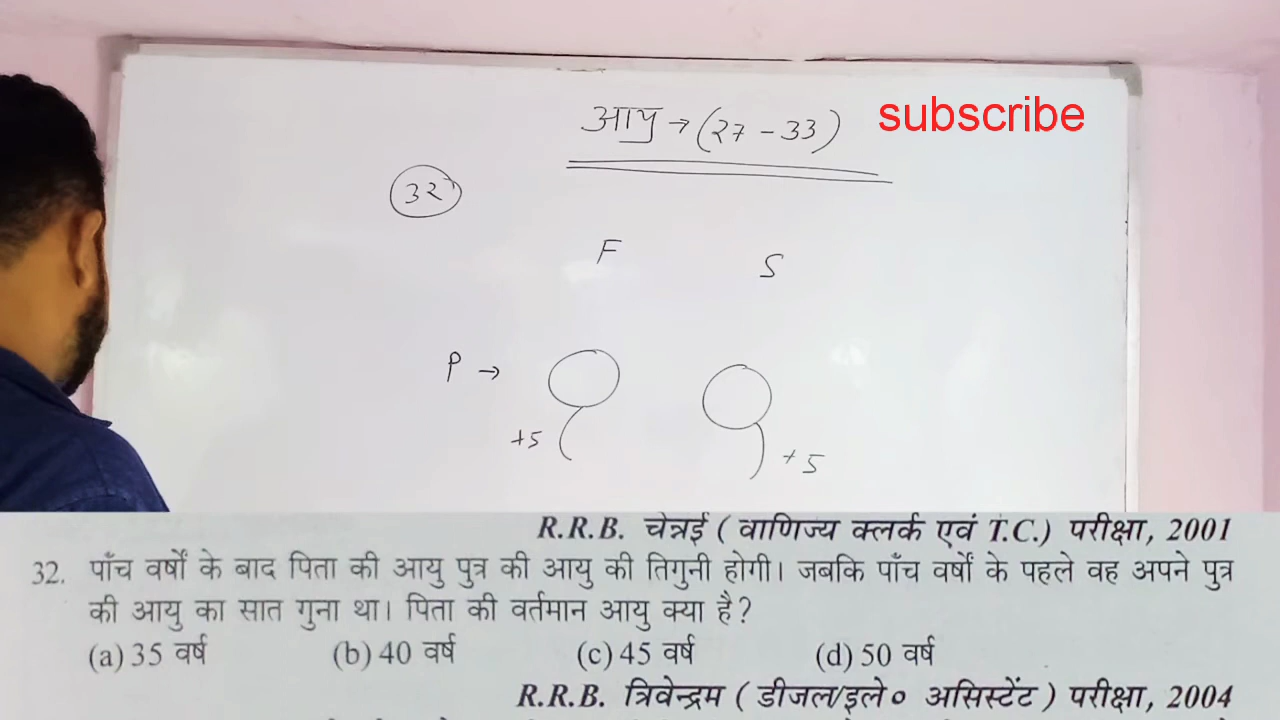 आयु → (27 - 33)
subscribe
32
F S
P →
+5 +5
R.R.B. चेन्नई ( वाणिज्य क्लर्क एवं T.C.) परीक्षा, 2001
32. पाँच वर्षों के बाद पिता की आयु पुत्र की आयु की तिगुनी होगी। जबकि पाँच वर्षों के पहले वह अपने पुत्र
की आयु का सात गुना था। पिता की वर्तमान आयु क्या है?
(a) 35 वर्ष (b) 40 वर्ष (c) 45 वर्ष (d) 50 वर्ष
R.R.B. त्रिवेन्द्रम ( डीजल/इले० असिस्टेंट ) परीक्षा, 2004